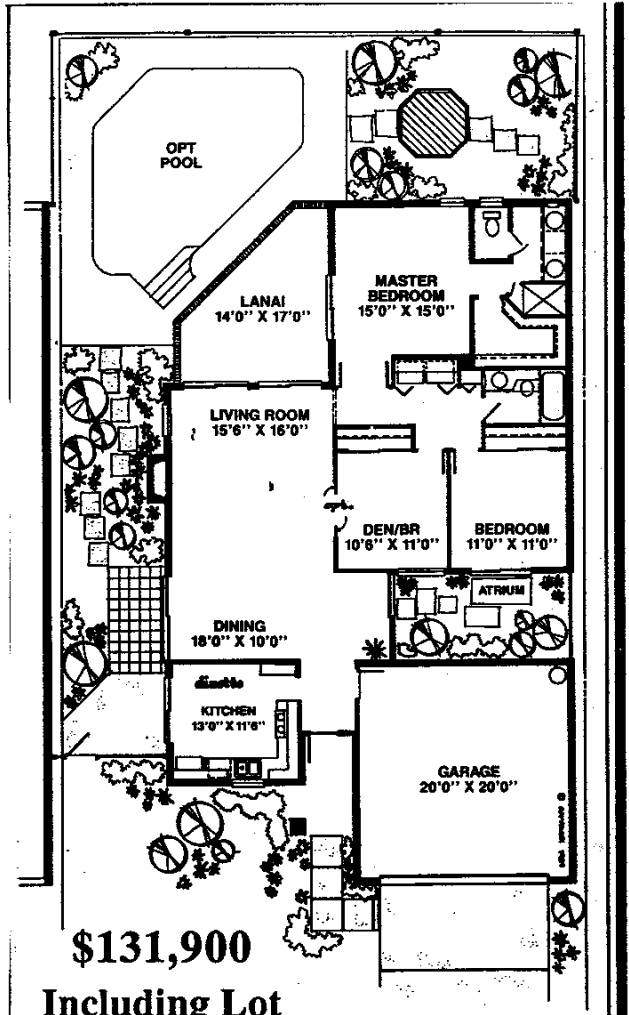 OPT
POOL
LANAI
14'0'' X 17'0''
MASTER
BEDROOM
15'0'' X 15'0''
LIVING ROOM
15'6'' X 16'0''
DEN/BR
10'6'' X 11'0''
BEDROOM
11'0'' X 11'0''
ATRIUM
DINING
18'0'' X 10'0''
dinette
KITCHEN
13'0'' X 11'6''
GARAGE
20'0'' X 20'0''
$131,900
Including Lot